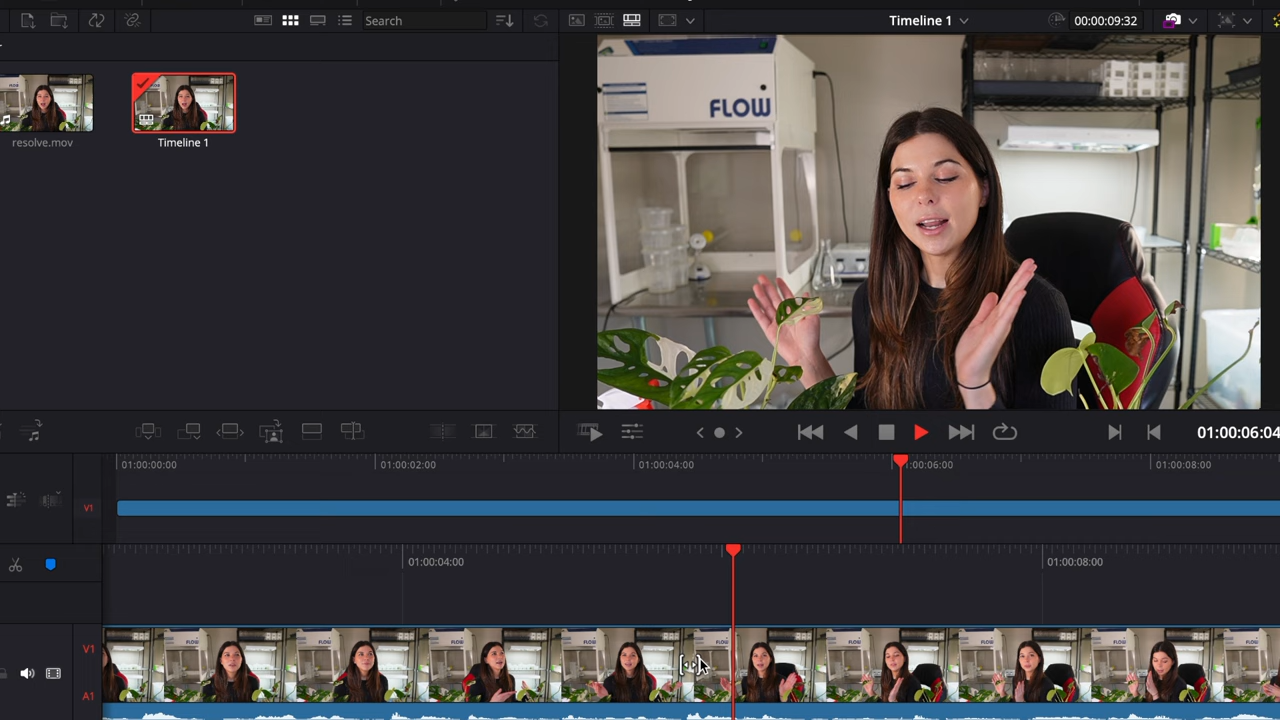 Search
Timeline 1
00:00:09:32
resolve.mov
Timeline 1
FLOW
01:00:06:04
01:00:00:00
01:00:02:00
01:00:04:00
:00:06:00
01:00:08:00
V1
01:00:04:00
01:00:08:00
V1
A1